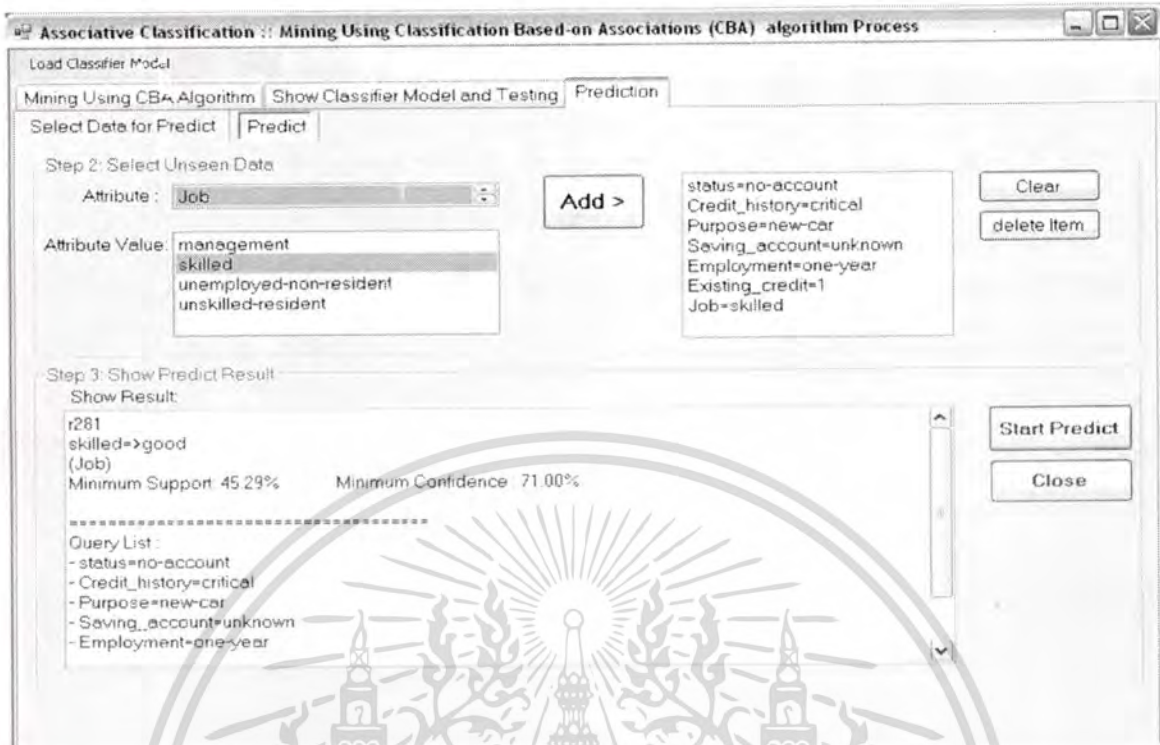 Associative Classification :: Mining Using Classification Based-on Associations (CBA) algorithm Process
Load Classifier Model
Mining Using CBA Algorithm Show Classifier Model and Testing Prediction
Select Data for Predict Predict
Step 2: Select Unseen Data
Attribute : Job
Attribute Value: management
skilled
unemployed-non-resident
unskilled-resident
Add >
status=no-account
Credit_history=critical
Purpose=new-car
Saving_account=unknown
Employment=one-year
Existing_credit=1
Job=skilled
Clear
delete Item
Step 3: Show Predict Result
Show Result:
r281
skilled=>good
(Job)
Minimum Support: 45.29% Minimum Confidence : 71.00%
========================================
Query List :
- status=no-account
- Credit_history=critical
- Purpose=new-car
- Saving_account=unknown
- Employment=one-year
Start Predict
Close